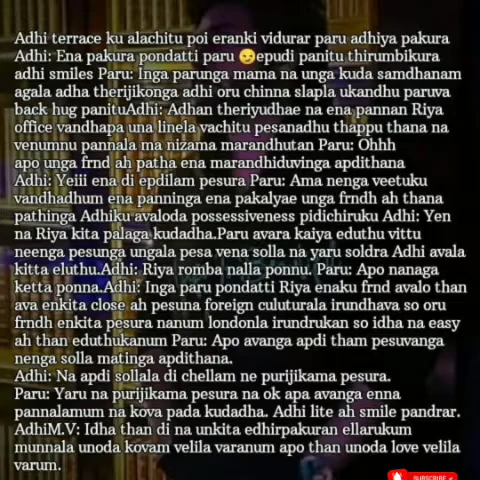 Adhi terrace ku alachitu poi eranki vidurar paru adhiya pakura
Adhi: Ena pakura pondatti paru 😏epudi panitu thirumbikura
adhi smiles Paru: Inga parunga mama na unga kuda samdhanam
agala adha therijikonga adhi oru chinna slapla ukandhu paruva
back hug panituAdhi: Adhan theriyudhae na ena pannan Riya
office vandhapa una linela vachitu pesanadhu thappu thana na
venumnu pannala ma nizama marandhutan Paru: Ohhh
apo unga frnd ah patha ena marandhiduvinga apdithana
Adhi: Yeiii ena di epdilam pesura Paru: Ama nenga veetuku
vandhadhum ena panninga ena pakalyae unga frndh ah thana
pathinga Adhiku avaloda possessiveness pidichiruku Adhi: Yen
na Riya kita palaga kudadha.Paru avara kaiya eduthu vittu
neenga pesunga ungala pesa vena solla na yaru soldra Adhi avala
kitta eluthu.Adhi: Riya romba nalla ponnu. Paru: Apo nanaga
ketta ponna.Adhi: Inga paru pondatti Riya enaku frnd avalo than
ava enkita close ah pesuna foreign culuturala irundhava so oru
frndh enkita pesura nanum londonla irundrukan so idha na easy
ah than eduthukanum Paru: Apo avanga apdi tham pesuvanga
nenga solla matinga apdithana.
Adhi: Na apdi sollala di chellam ne purijikama pesura.
Paru: Yaru na purijikama pesura na ok apa avanga enna
pannalamum na kova pada kudadha. Adhi lite ah smile pandrar.
AdhiM.V: Idha than di na unkita edhirpakuran ellarukum
munnala unoda kovam velila varanum apo than unoda love velila
varum.
SUBSCRIBE